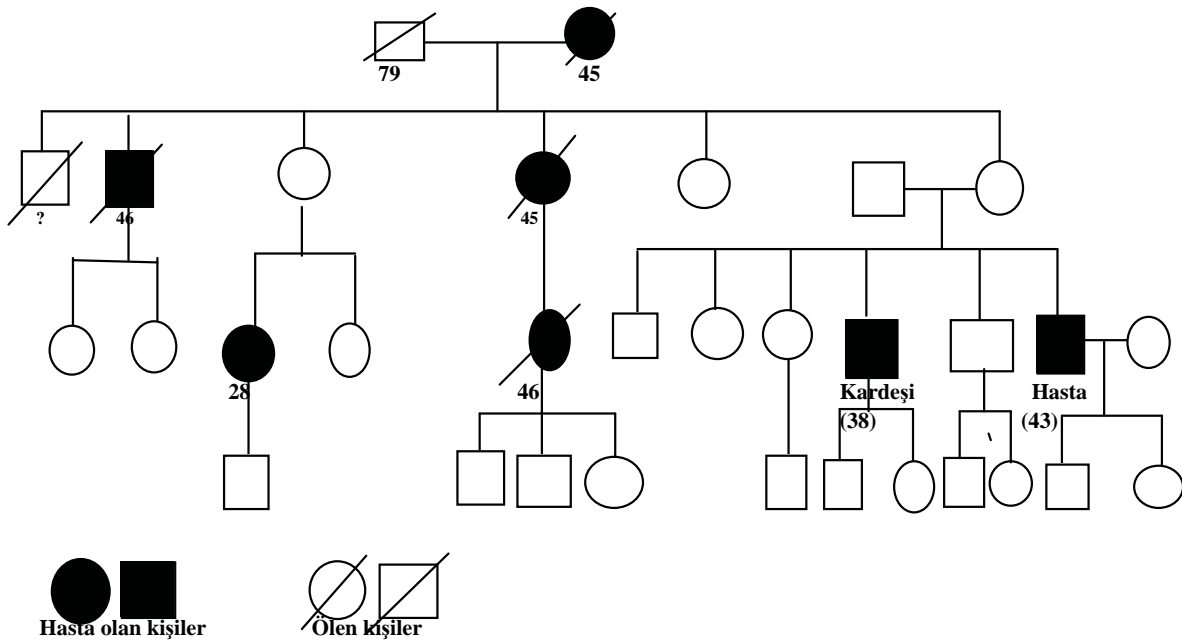 79
45
?
46
45
28
46
Kardeşi
(38)
Hasta
(43)
Hasta olan kişiler
Ölen kişiler